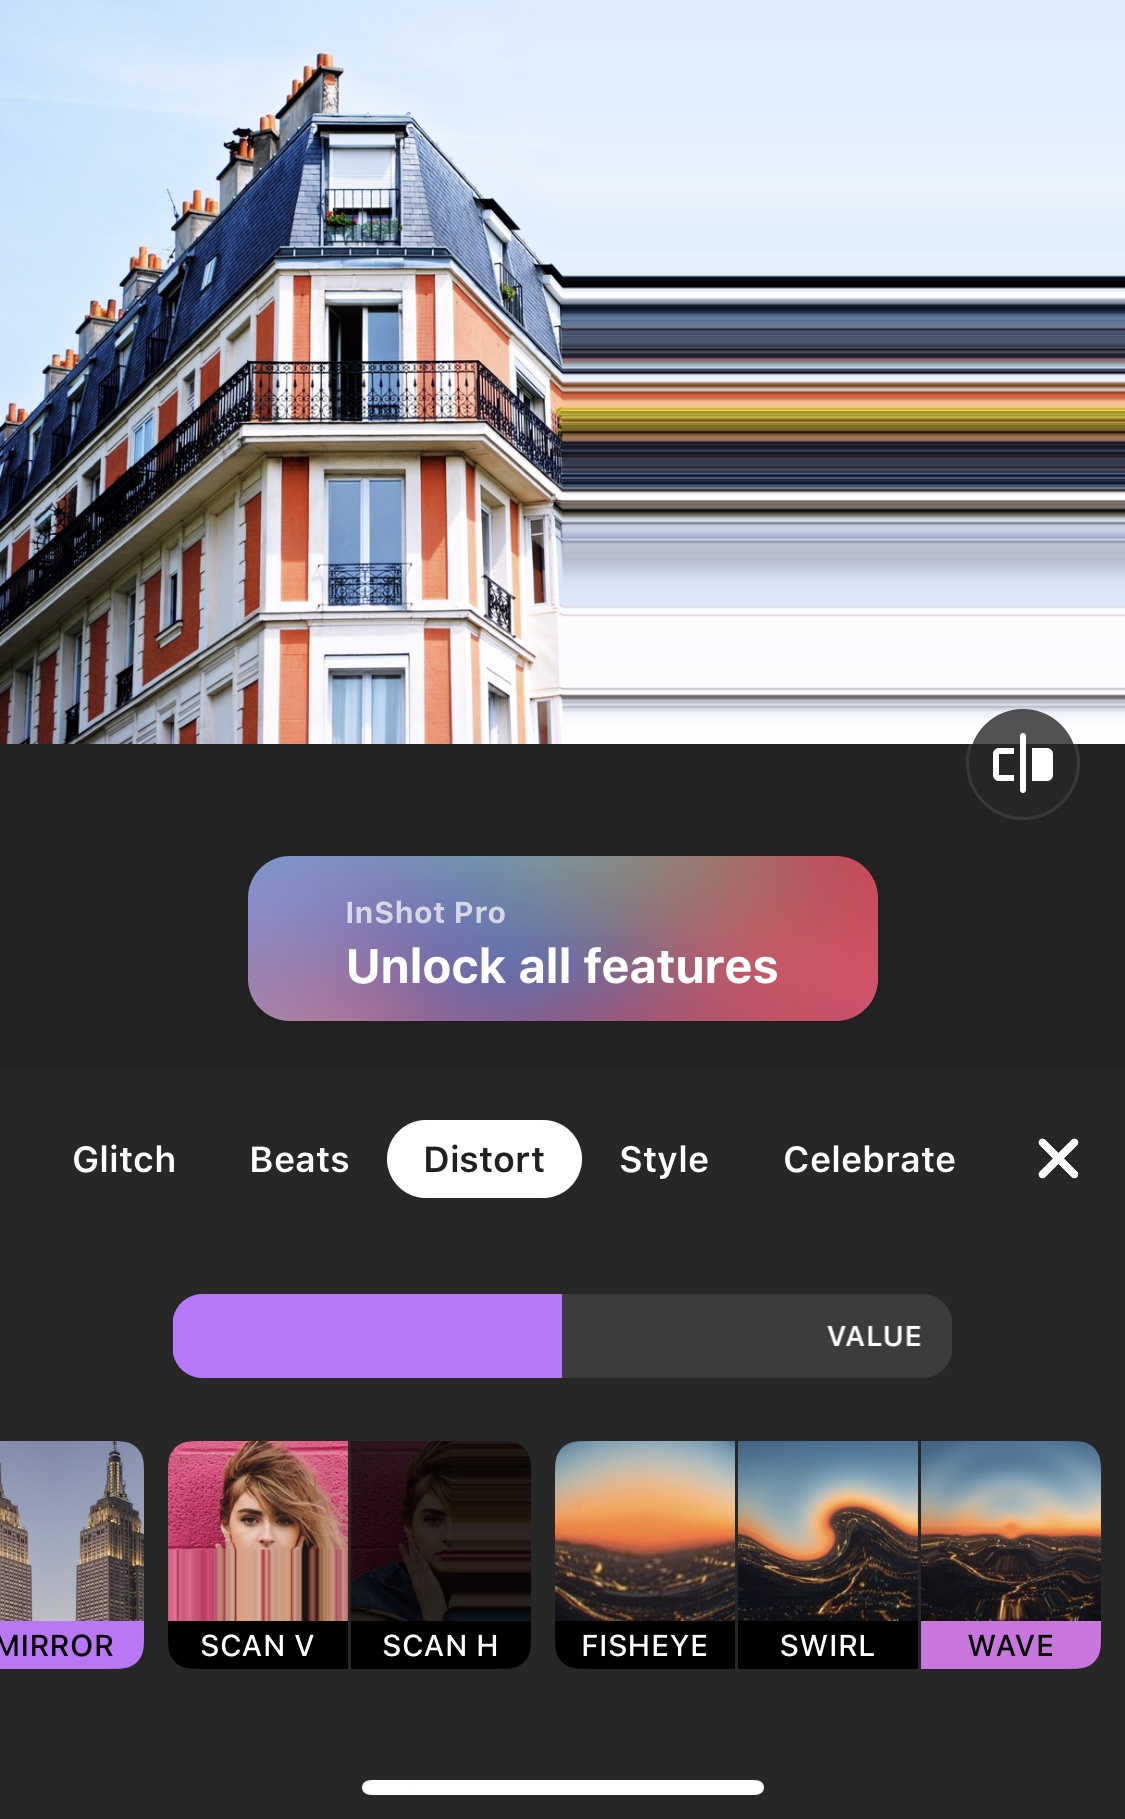 InShot Pro
Unlock all features
Glitch Beats Distort Style Celebrate
VALUE
MIRROR SCAN V SCAN H FISHEYE SWIRL WAVE